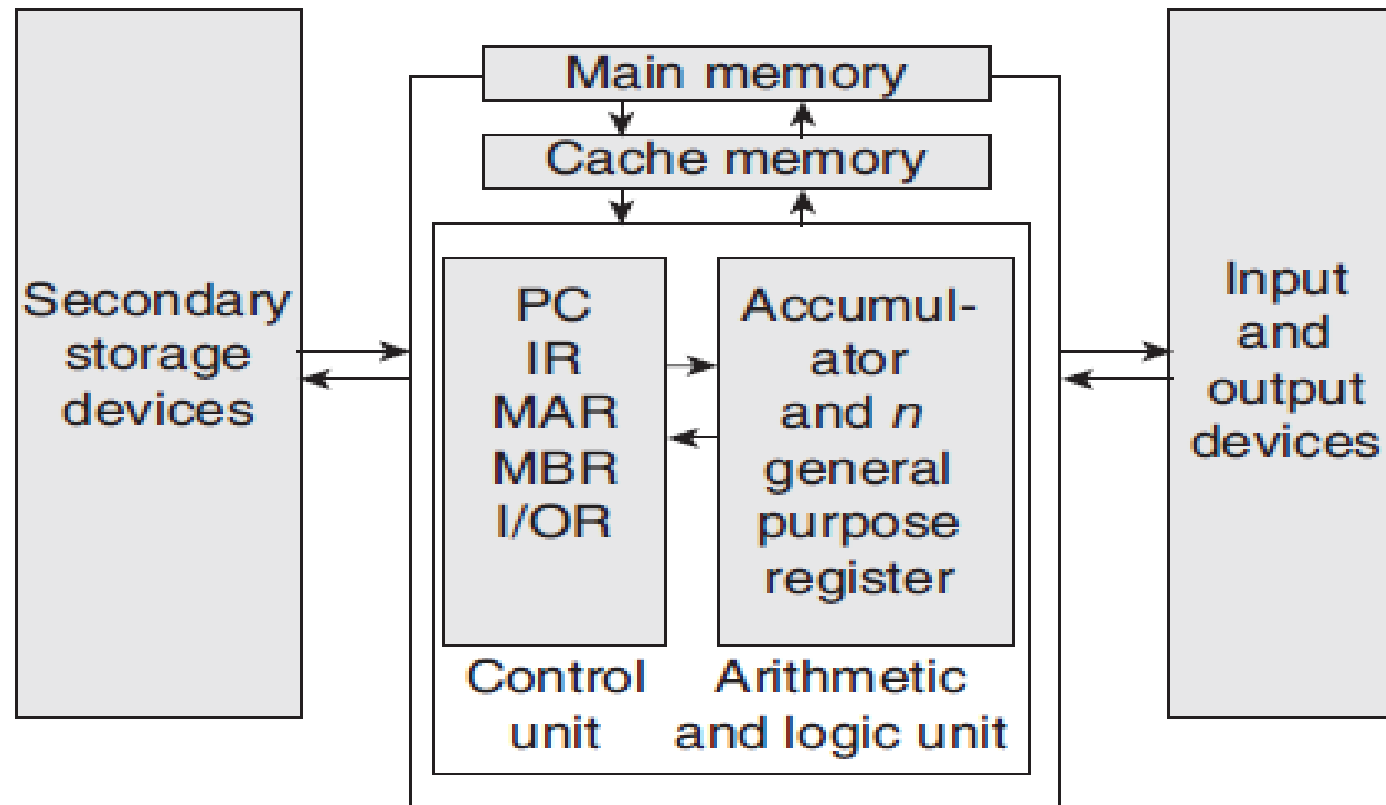 Main memory
Cache memory
Secondary
storage
devices
PC
IR
MAR
MBR
I/OR
Control
unit
Accumul-
ator
and n
general
purpose
register
Arithmetic
and logic unit
Input
and
output
devices